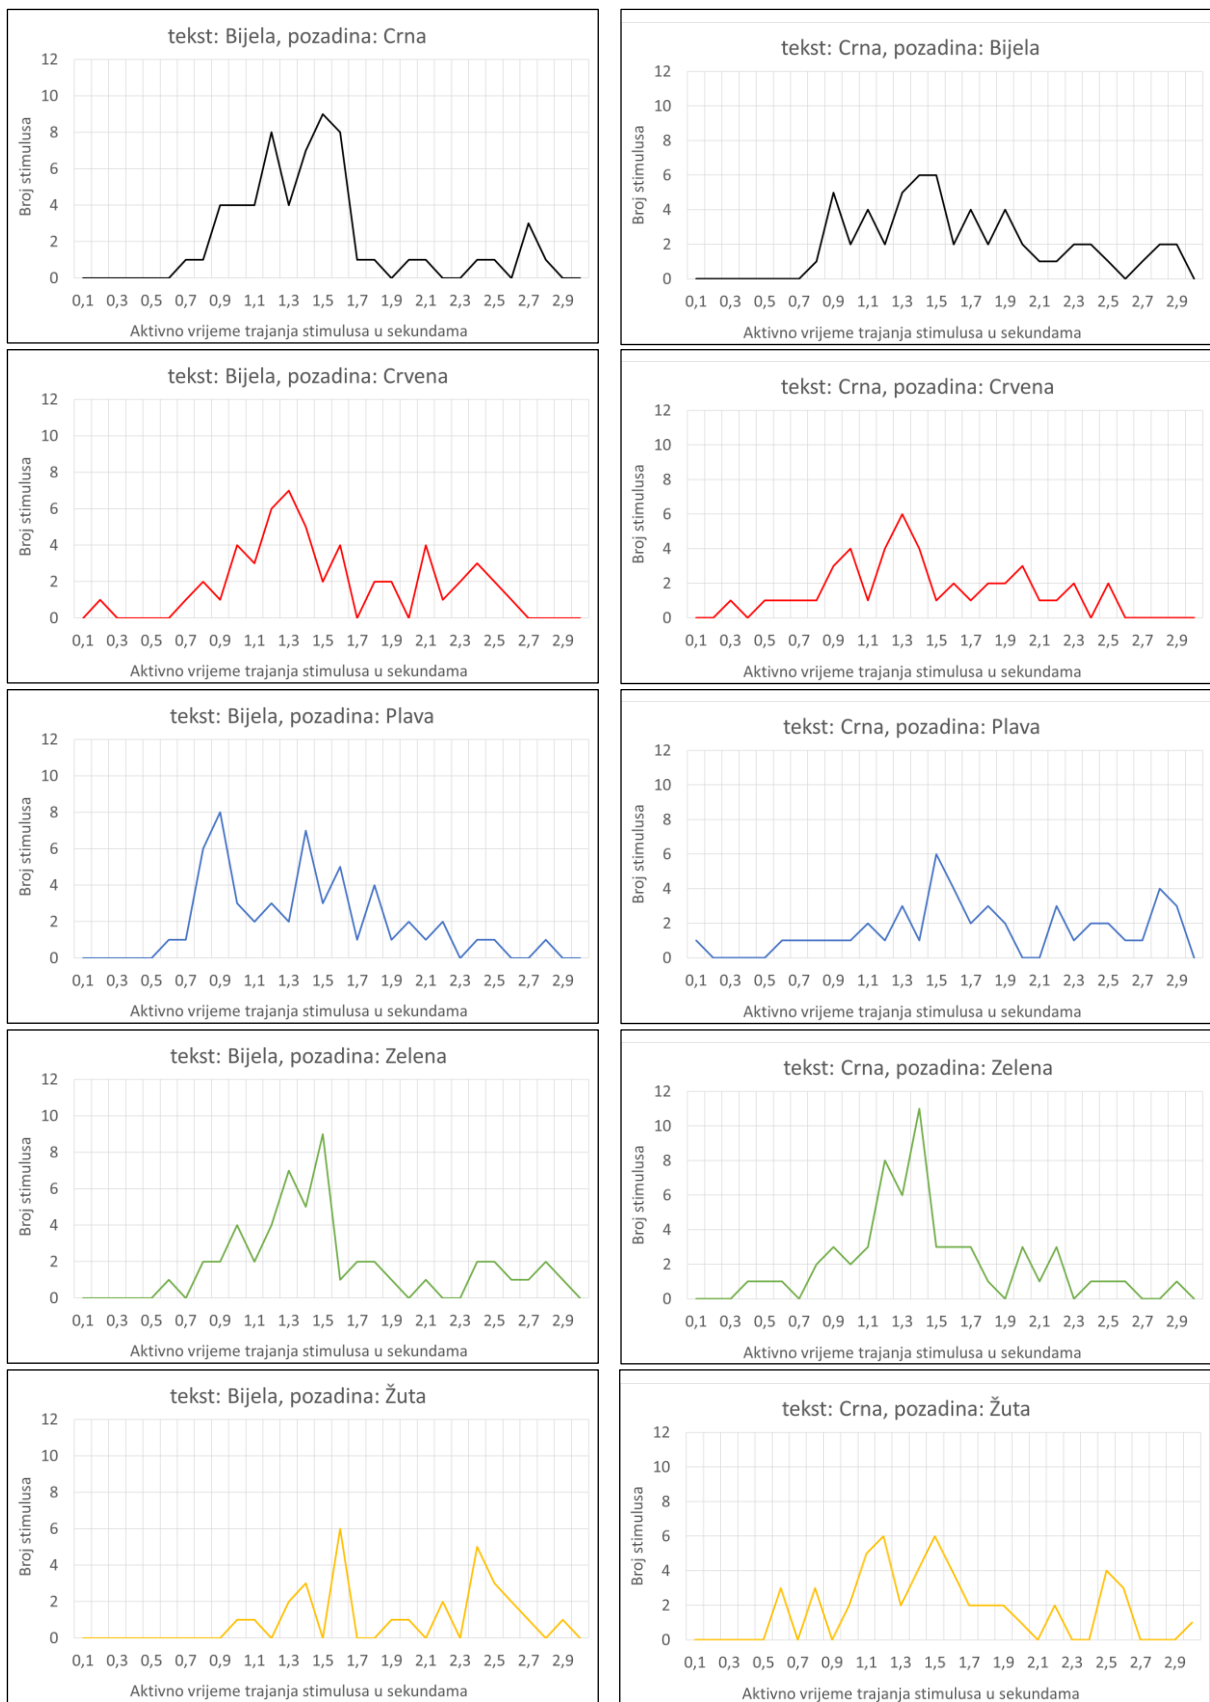 tekst: Bijela, pozadina: Crna
12
10
8
6
4
2
0
Broj stimulusa
0,1 0,3 0,5 0,7 0,9 1,1 1,3 1,5 1,7 1,9 2,1 2,3 2,5 2,7 2,9
Aktivno vrijeme trajanja stimulusa u sekundama
tekst: Crna, pozadina: Bijela
12
10
8
6
4
2
0
Broj stimulusa
0,1 0,3 0,5 0,7 0,9 1,1 1,3 1,5 1,7 1,9 2,1 2,3 2,5 2,7 2,9
Aktivno vrijeme trajanja stimulusa u sekundama
tekst: Bijela, pozadina: Crvena
12
10
8
6
4
2
0
Broj stimulusa
0,1 0,3 0,5 0,7 0,9 1,1 1,3 1,5 1,7 1,9 2,1 2,3 2,5 2,7 2,9
Aktivno vrijeme trajanja stimulusa u sekundama
tekst: Crna, pozadina: Crvena
12
10
8
6
4
2
0
Broj stimulusa
0,1 0,3 0,5 0,7 0,9 1,1 1,3 1,5 1,7 1,9 2,1 2,3 2,5 2,7 2,9
Aktivno vrijeme trajanja stimulusa u sekundama
tekst: Bijela, pozadina: Plava
12
10
8
6
4
2
0
Broj stimulusa
0,1 0,3 0,5 0,7 0,9 1,1 1,3 1,5 1,7 1,9 2,1 2,3 2,5 2,7 2,9
Aktivno vrijeme trajanja stimulusa u sekundama
tekst: Crna, pozadina: Plava
12
10
8
6
4
2
0
Broj stimulusa
0,1 0,3 0,5 0,7 0,9 1,1 1,3 1,5 1,7 1,9 2,1 2,3 2,5 2,7 2,9
Aktivno vrijeme trajanja stimulusa u sekundama
tekst: Bijela, pozadina: Zelena
12
10
8
6
4
2
0
Broj stimulusa
0,1 0,3 0,5 0,7 0,9 1,1 1,3 1,5 1,7 1,9 2,1 2,3 2,5 2,7 2,9
Aktivno vrijeme trajanja stimulusa u sekundama
tekst: Crna, pozadina: Zelena
12
10
8
6
4
2
0
Broj stimulusa
0,1 0,3 0,5 0,7 0,9 1,1 1,3 1,5 1,7 1,9 2,1 2,3 2,5 2,7 2,9
Aktivno vrijeme trajanja stimulusa u sekundama
tekst: Bijela, pozadina: Žuta
12
10
8
6
4
2
0
Broj stimulusa
0,1 0,3 0,5 0,7 0,9 1,1 1,3 1,5 1,7 1,9 2,1 2,3 2,5 2,7 2,9
Aktivno vrijeme trajanja stimulusa u sekundama
tekst: Crna, pozadina: Žuta
12
10
8
6
4
2
0
Broj stimulusa
0,1 0,3 0,5 0,7 0,9 1,1 1,3 1,5 1,7 1,9 2,1 2,3 2,5 2,7 2,9
Aktivno vrijeme trajanja stimulusa u sekundama